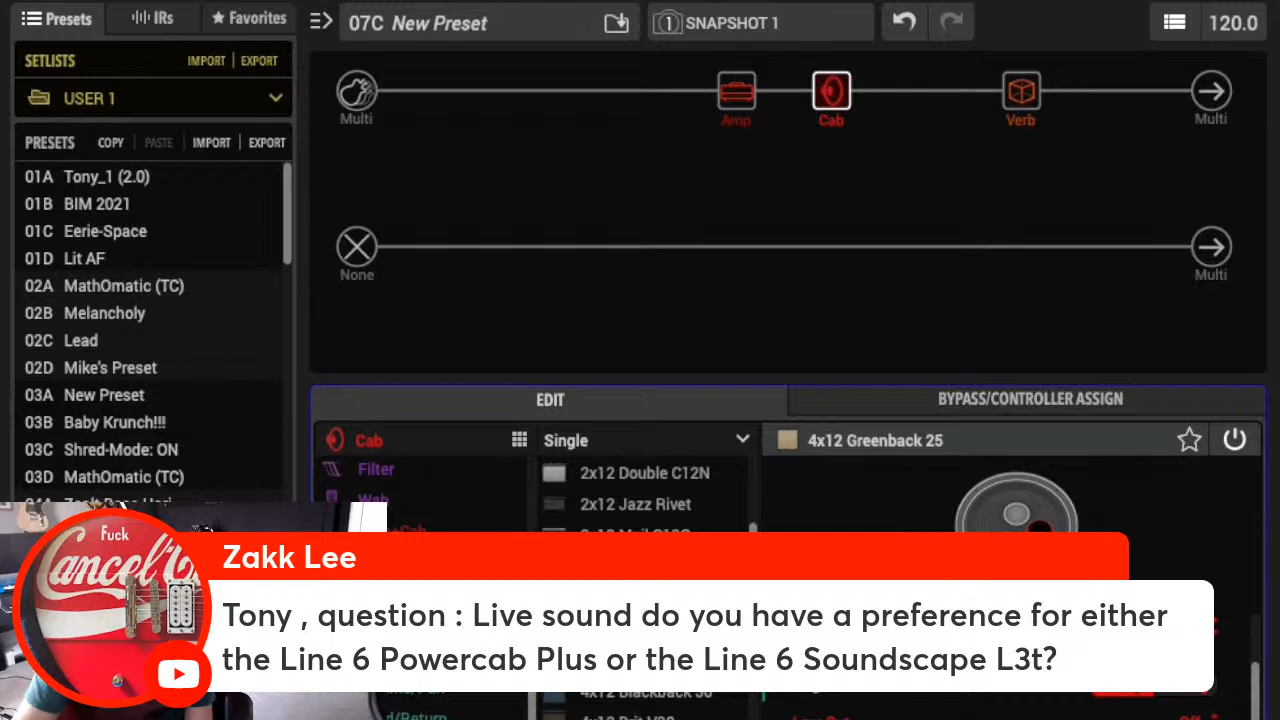 Presets
IRs
Favorites
07C New Preset
1
SNAPSHOT 1
120.0
SETLISTS
IMPORT | EXPORT
USER 1
PRESETS
COPY
PASTE
IMPORT
EXPORT
01A Tony_1 (2.0)
01B BIM 2021
01C Eerie-Space
01D Lit AF
02A MathOmatic (TC)
02B Melancholy
02C Lead
02D Mike's Preset
03A New Preset
03B Baby Krunch!!!
03C Shred-Mode: ON
03D MathOmatic (TC)
Multi
Amp
Cab
Verb
Multi
None
Multi
EDIT
BYPASS/CONTROLLER ASSIGN
Cab
Single
4x12 Greenback 25
Filter
2x12 Double C12N
Wah
2x12 Jazz Rivet
Fuck
Zakk Lee
Tony , question : Live sound do you have a preference for either
the Line 6 Powercab Plus or the Line 6 Soundscape L3t?